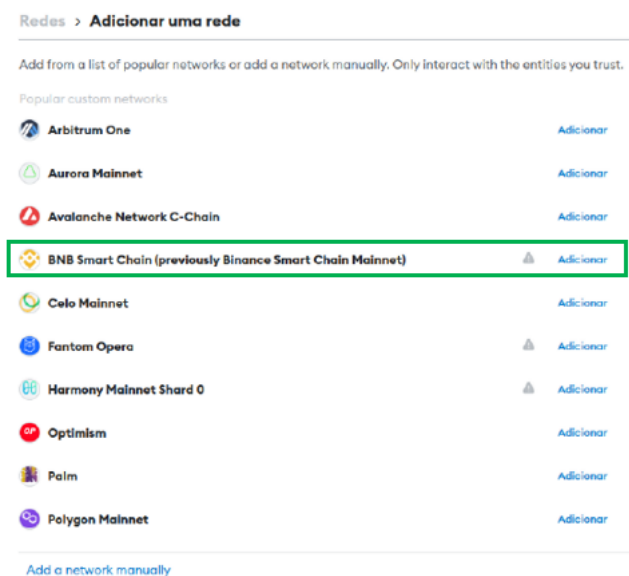 Redes > Adicionar uma rede
Add from a list of popular networks or add a network manually. Only interact with the entities you trust.
Popular custom networks
Arbitrum One Adicionar
Aurora Mainnet Adicionar
Avalanche Network C-Chain Adicionar
BNB Smart Chain (previously Binance Smart Chain Mainnet) Adicionar
Celo Mainnet Adicionar
Fantom Opera Adicionar
Harmony Mainnet Shard 0 Adicionar
OP Optimism Adicionar
Palm Adicionar
Polygon Mainnet Adicionar
Add a network manually